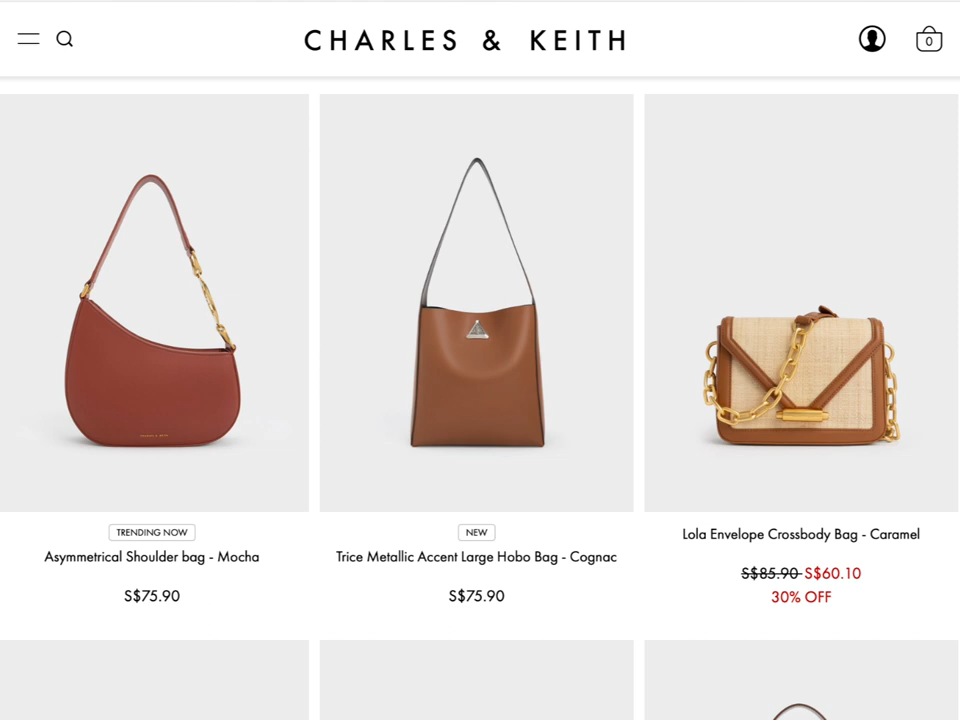 CHARLES & KEITH
0
TRENDING NOW
Asymmetrical Shoulder bag - Mocha
S$75.90
NEW
Trice Metallic Accent Large Hobo Bag - Cognac
S$75.90
Lola Envelope Crossbody Bag - Caramel
S$85.90 S$60.10
30% OFF